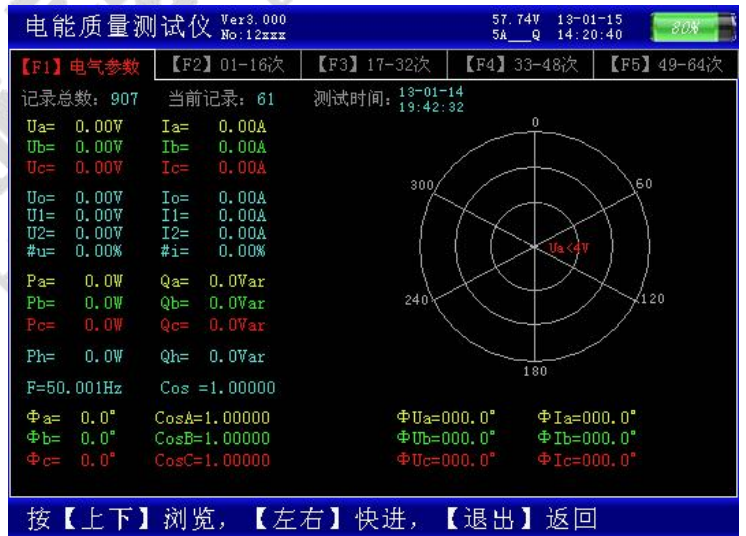 电能质量测试仪 Ver3.000 57.74V 13-01-15
No:12xxx 5A__Q 14:20:40 80%
【F1】电气参数 【F2】01-16次 【F3】17-32次 【F4】33-48次 【F5】49-64次
记录总数: 907 当前记录: 61 测试时间: 13-01-14
19:42:32
Ua= 0.00V Ia= 0.00A 0
Ub= 0.00V Ib= 0.00A
Uc= 0.00V Ic= 0.00A
300 60
Uo= 0.00V Io= 0.00A
U1= 0.00V I1= 0.00A
U2= 0.00V I2= 0.00A
#u= 0.00% #i= 0.00% Ua<4V
Pa= 0.0W Qa= 0.0Var
Pb= 0.0W Qb= 0.0Var 240 120
Pc= 0.0W Qc= 0.0Var
Ph= 0.0W Qh= 0.0Var
180
F=50.001Hz Cos =1.00000
Φa= 0.0° CosA=1.00000 ΦUa=000.0° ΦIa=000.0°
Φb= 0.0° CosB=1.00000 ΦUb=000.0° ΦIb=000.0°
Φc= 0.0° CosC=1.00000 ΦUc=000.0° ΦIc=000.0°
按【上下】浏览，【左右】快进，【退出】返回